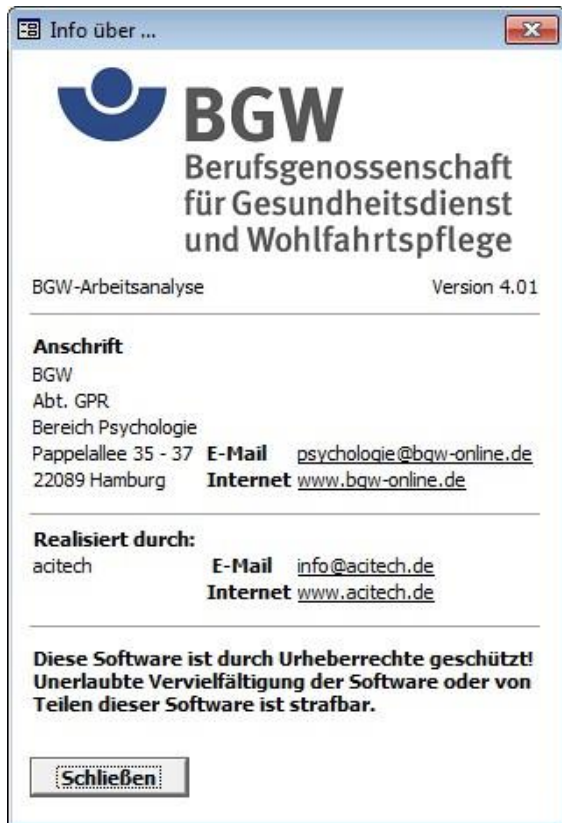 Info über ...
BGW
Berufsgenossenschaft
für Gesundheitsdienst
und Wohlfahrtspflege
BGW-Arbeitsanalyse Version 4.01
Anschrift
BGW
Abt. GPR
Bereich Psychologie
Pappelallee 35 - 37 E-Mail psychologie@bgw-online.de
22089 Hamburg Internet www.bgw-online.de
Realisiert durch:
acitech E-Mail info@acitech.de
Internet www.acitech.de
Diese Software ist durch Urheberrechte geschützt!
Unerlaubte Vervielfältigung der Software oder von
Teilen dieser Software ist strafbar.
Schließen